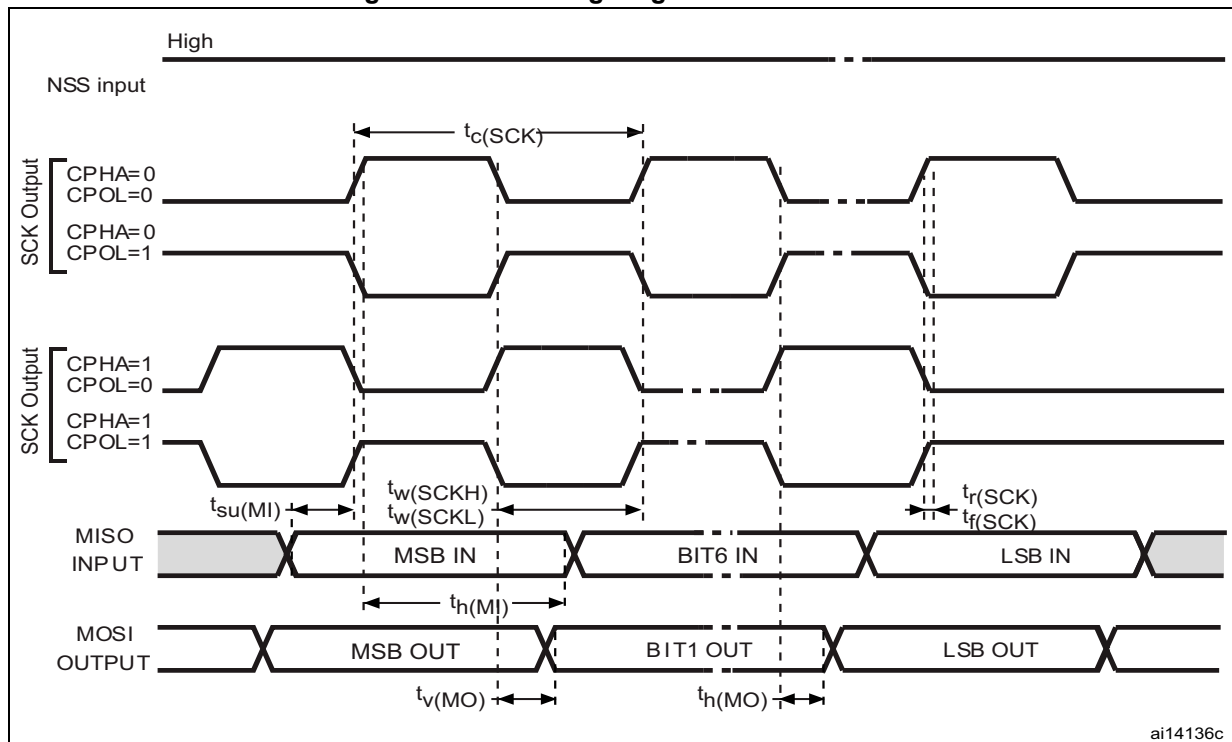 High
NSS input
tc(SCK)
SCK Output
CPHA=0
CPOL=0
CPHA=0
CPOL=1
SCK Output
CPHA=1
CPOL=0
CPHA=1
CPOL=1
tsu(MI)
tw(SCKH)
tw(SCKL)
tr(SCK)
tf(SCK)
MISO
INPUT
MSB IN
BIT6 IN
LSB IN
th(MI)
MOSI
OUTPUT
MSB OUT
BIT1 OUT
LSB OUT
tv(MO)
th(MO)
ai14136c